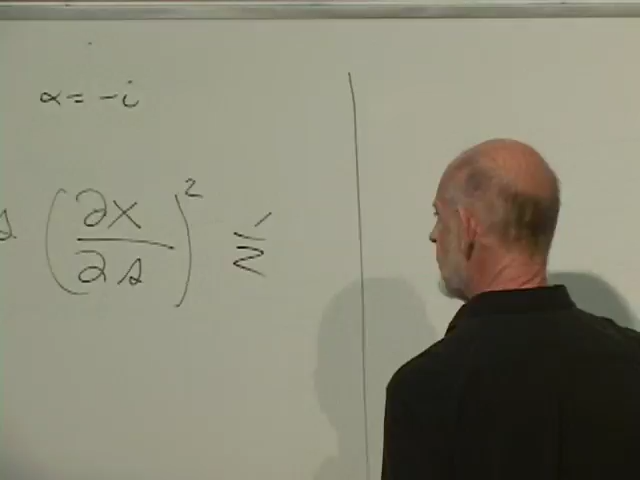 α = -i
(∂x/∂s)²